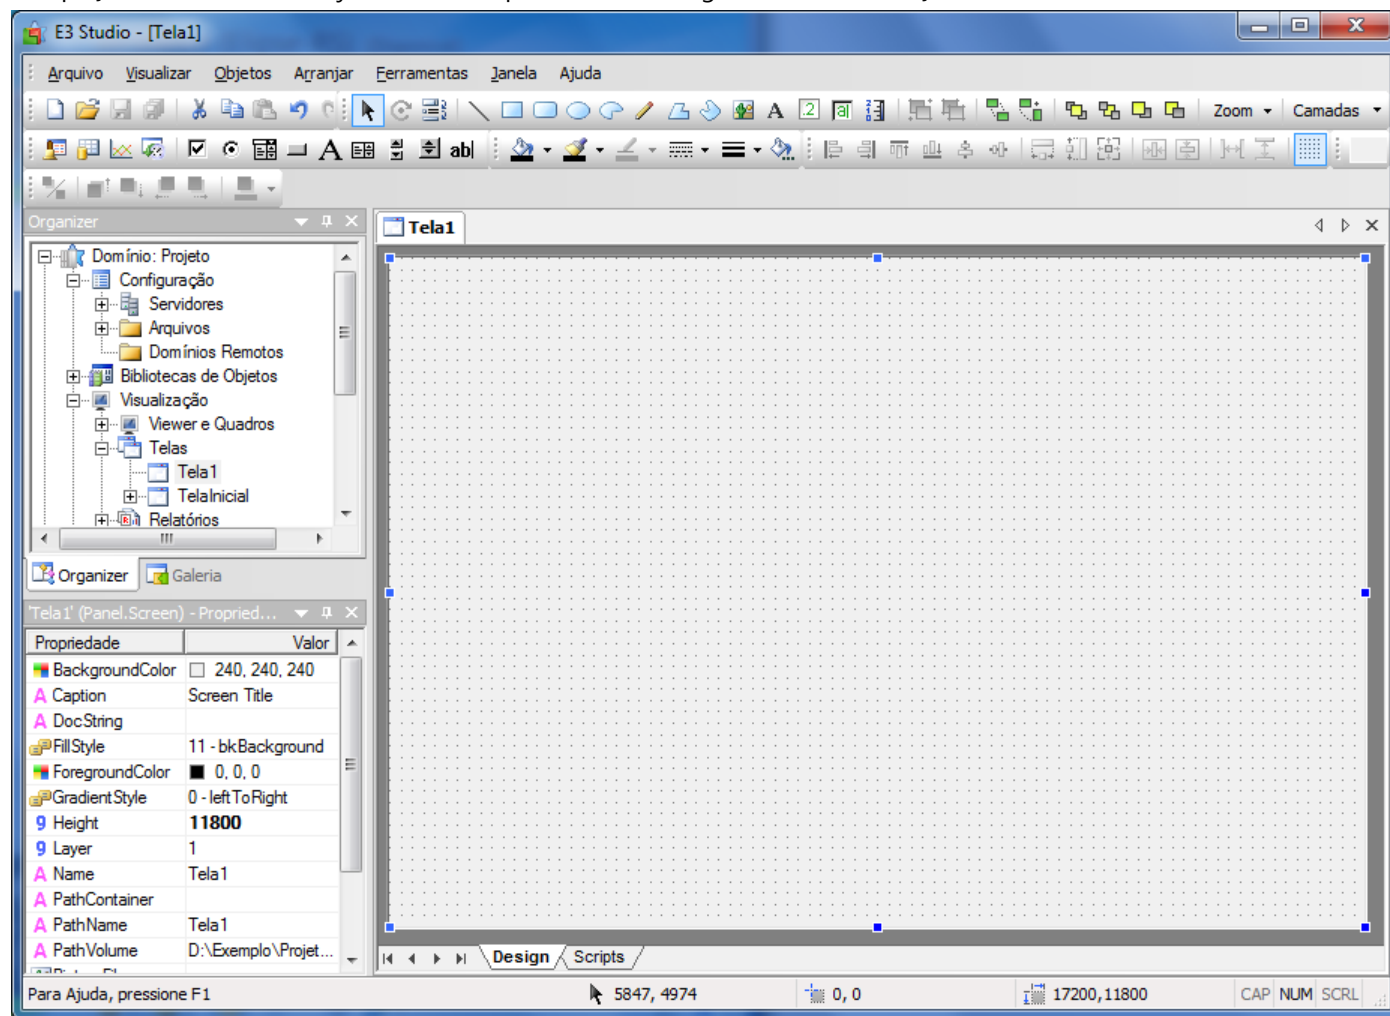 E3 Studio - [Tela1]
Arquivo Visualizar Objetos Arranjar Ferramentas Janela Ajuda
Zoom Camadas
Organizer
Tela1
Domínio: Projeto
Configuração
Servidores
Arquivos
Domínios Remotos
Bibliotecas de Objetos
Visualização
Viewer e Quadros
Telas
Tela1
TelaInicial
Relatórios
Organizer Galeria
'Tela1' (Panel.Screen) - Propried...
Propriedade Valor
BackgroundColor 240, 240, 240
Caption Screen Title
DocString
FillStyle 11 - bkBackground
ForegroundColor 0, 0, 0
GradientStyle 0 - leftToRight
Height 11800
Layer 1
Name Tela1
PathContainer
PathName Tela1
PathVolume D:\Exemplo\Projet...
Design Scripts
Para Ajuda, pressione F1 5847, 4974 0, 0 17200,11800 CAP NUM SCRL